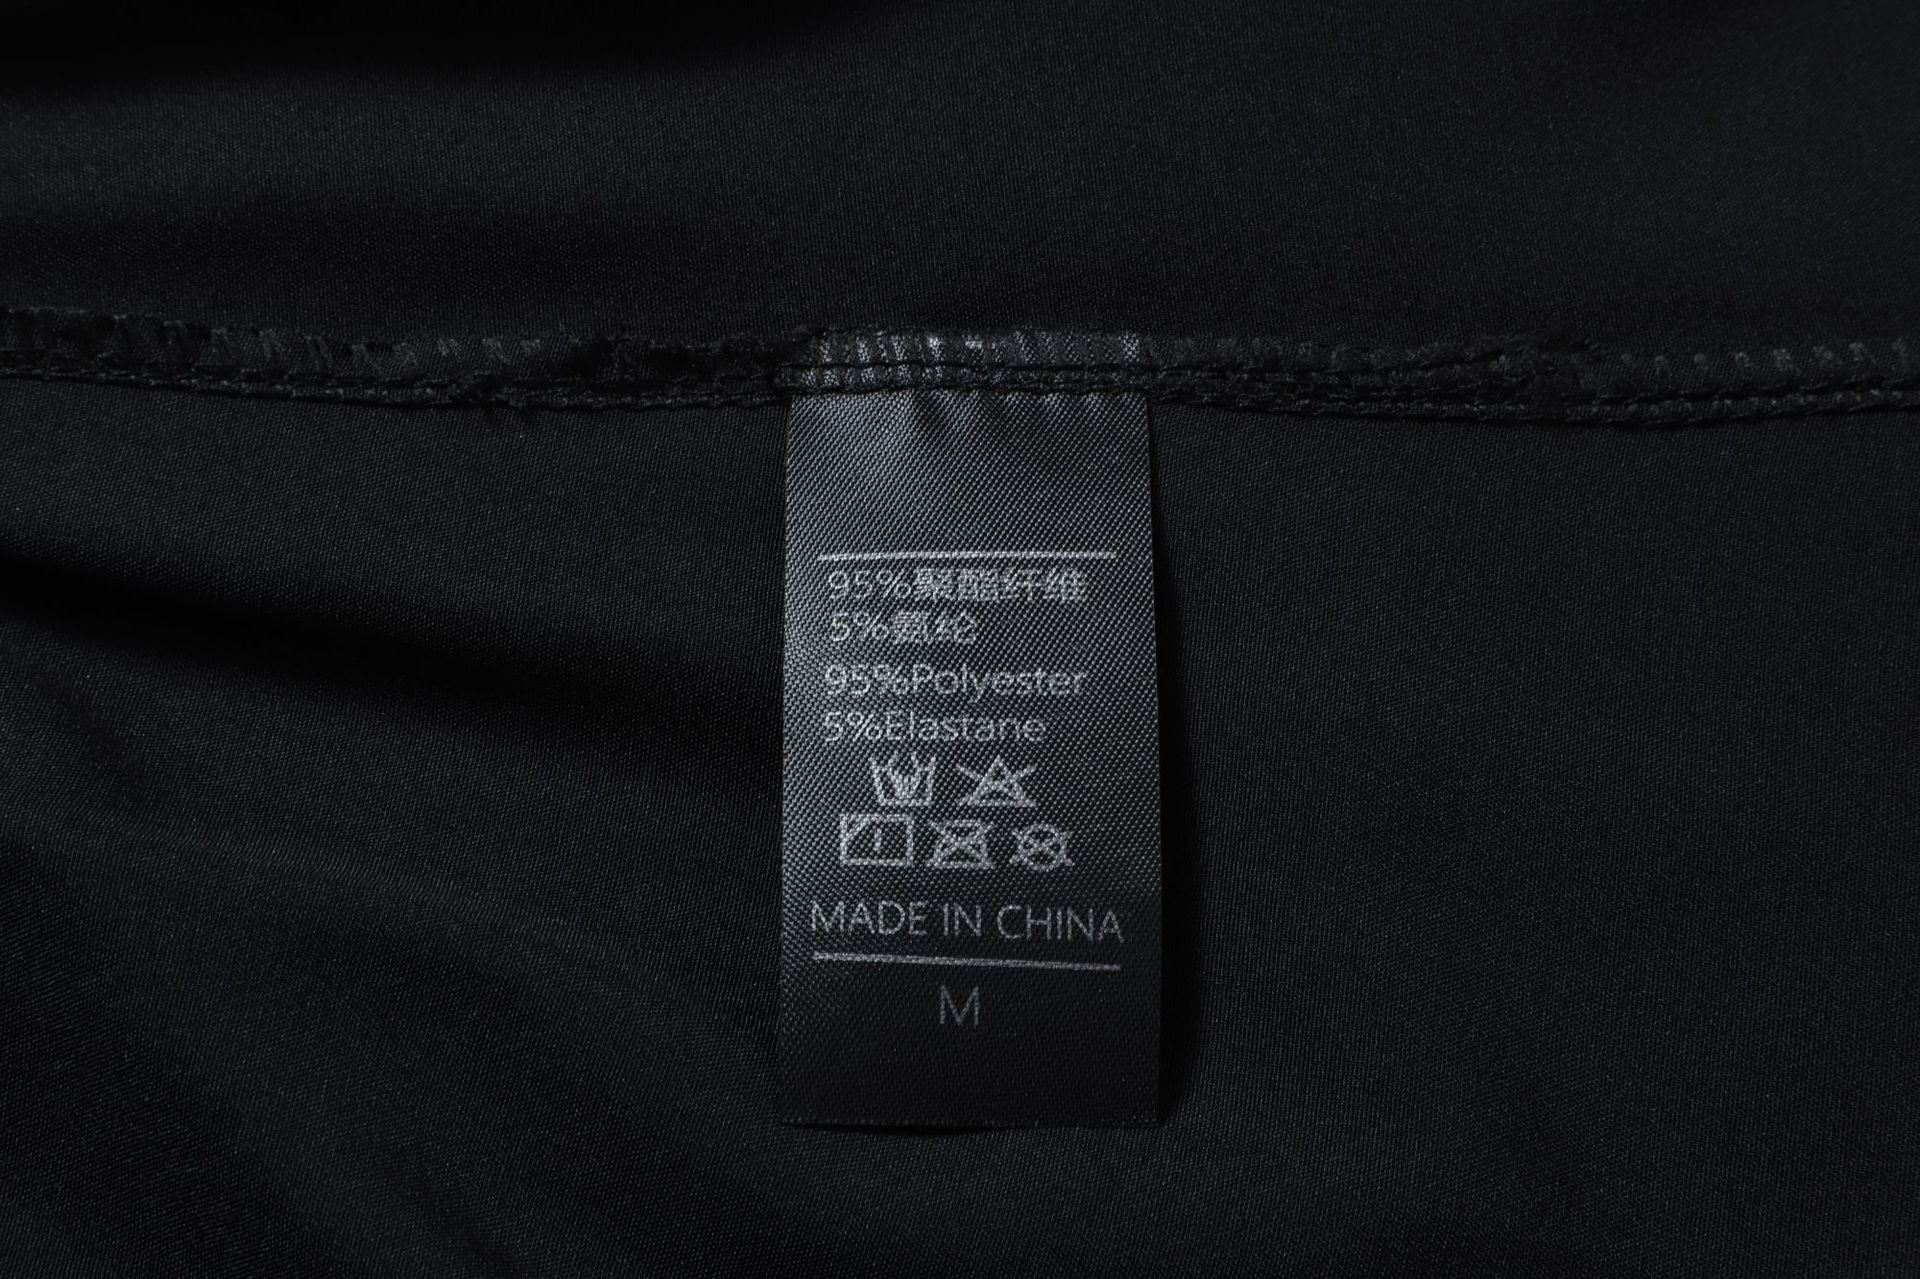 95%聚酯纤维
5%氨纶
95%Polyester
5%Elastane
MADE IN CHINA
M